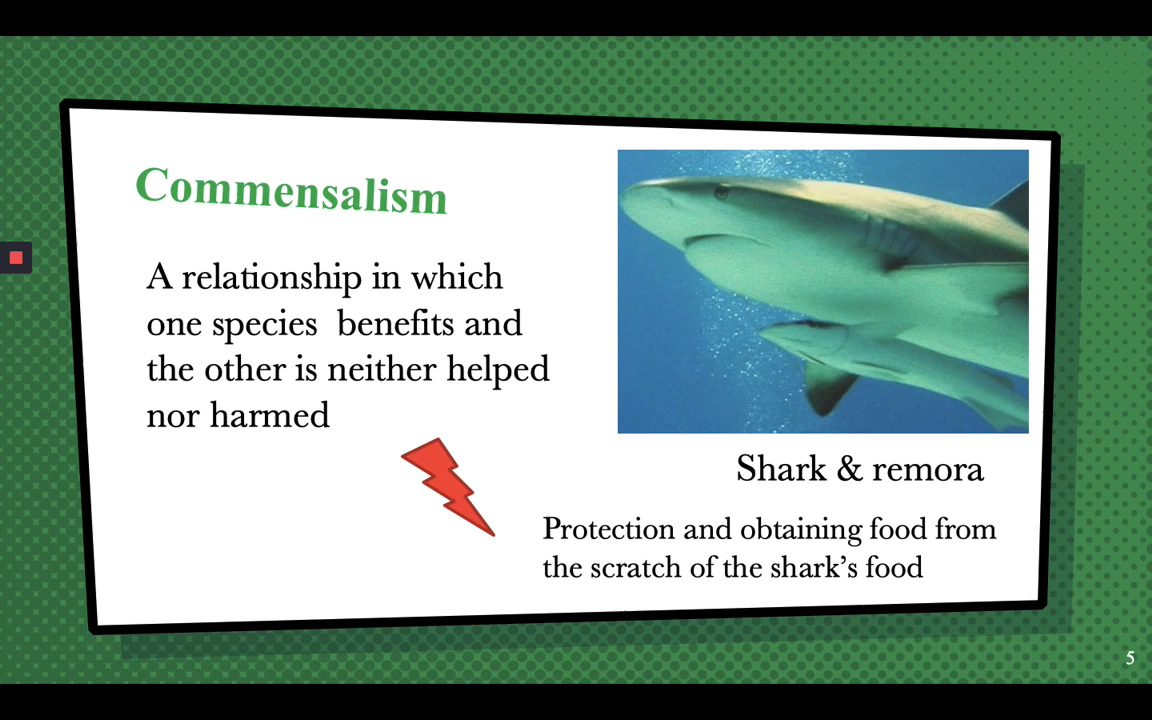 Commensalism
A relationship in which
one species benefits and
the other is neither helped
nor harmed
Shark & remora
Protection and obtaining food from
the scratch of the shark’s food
5